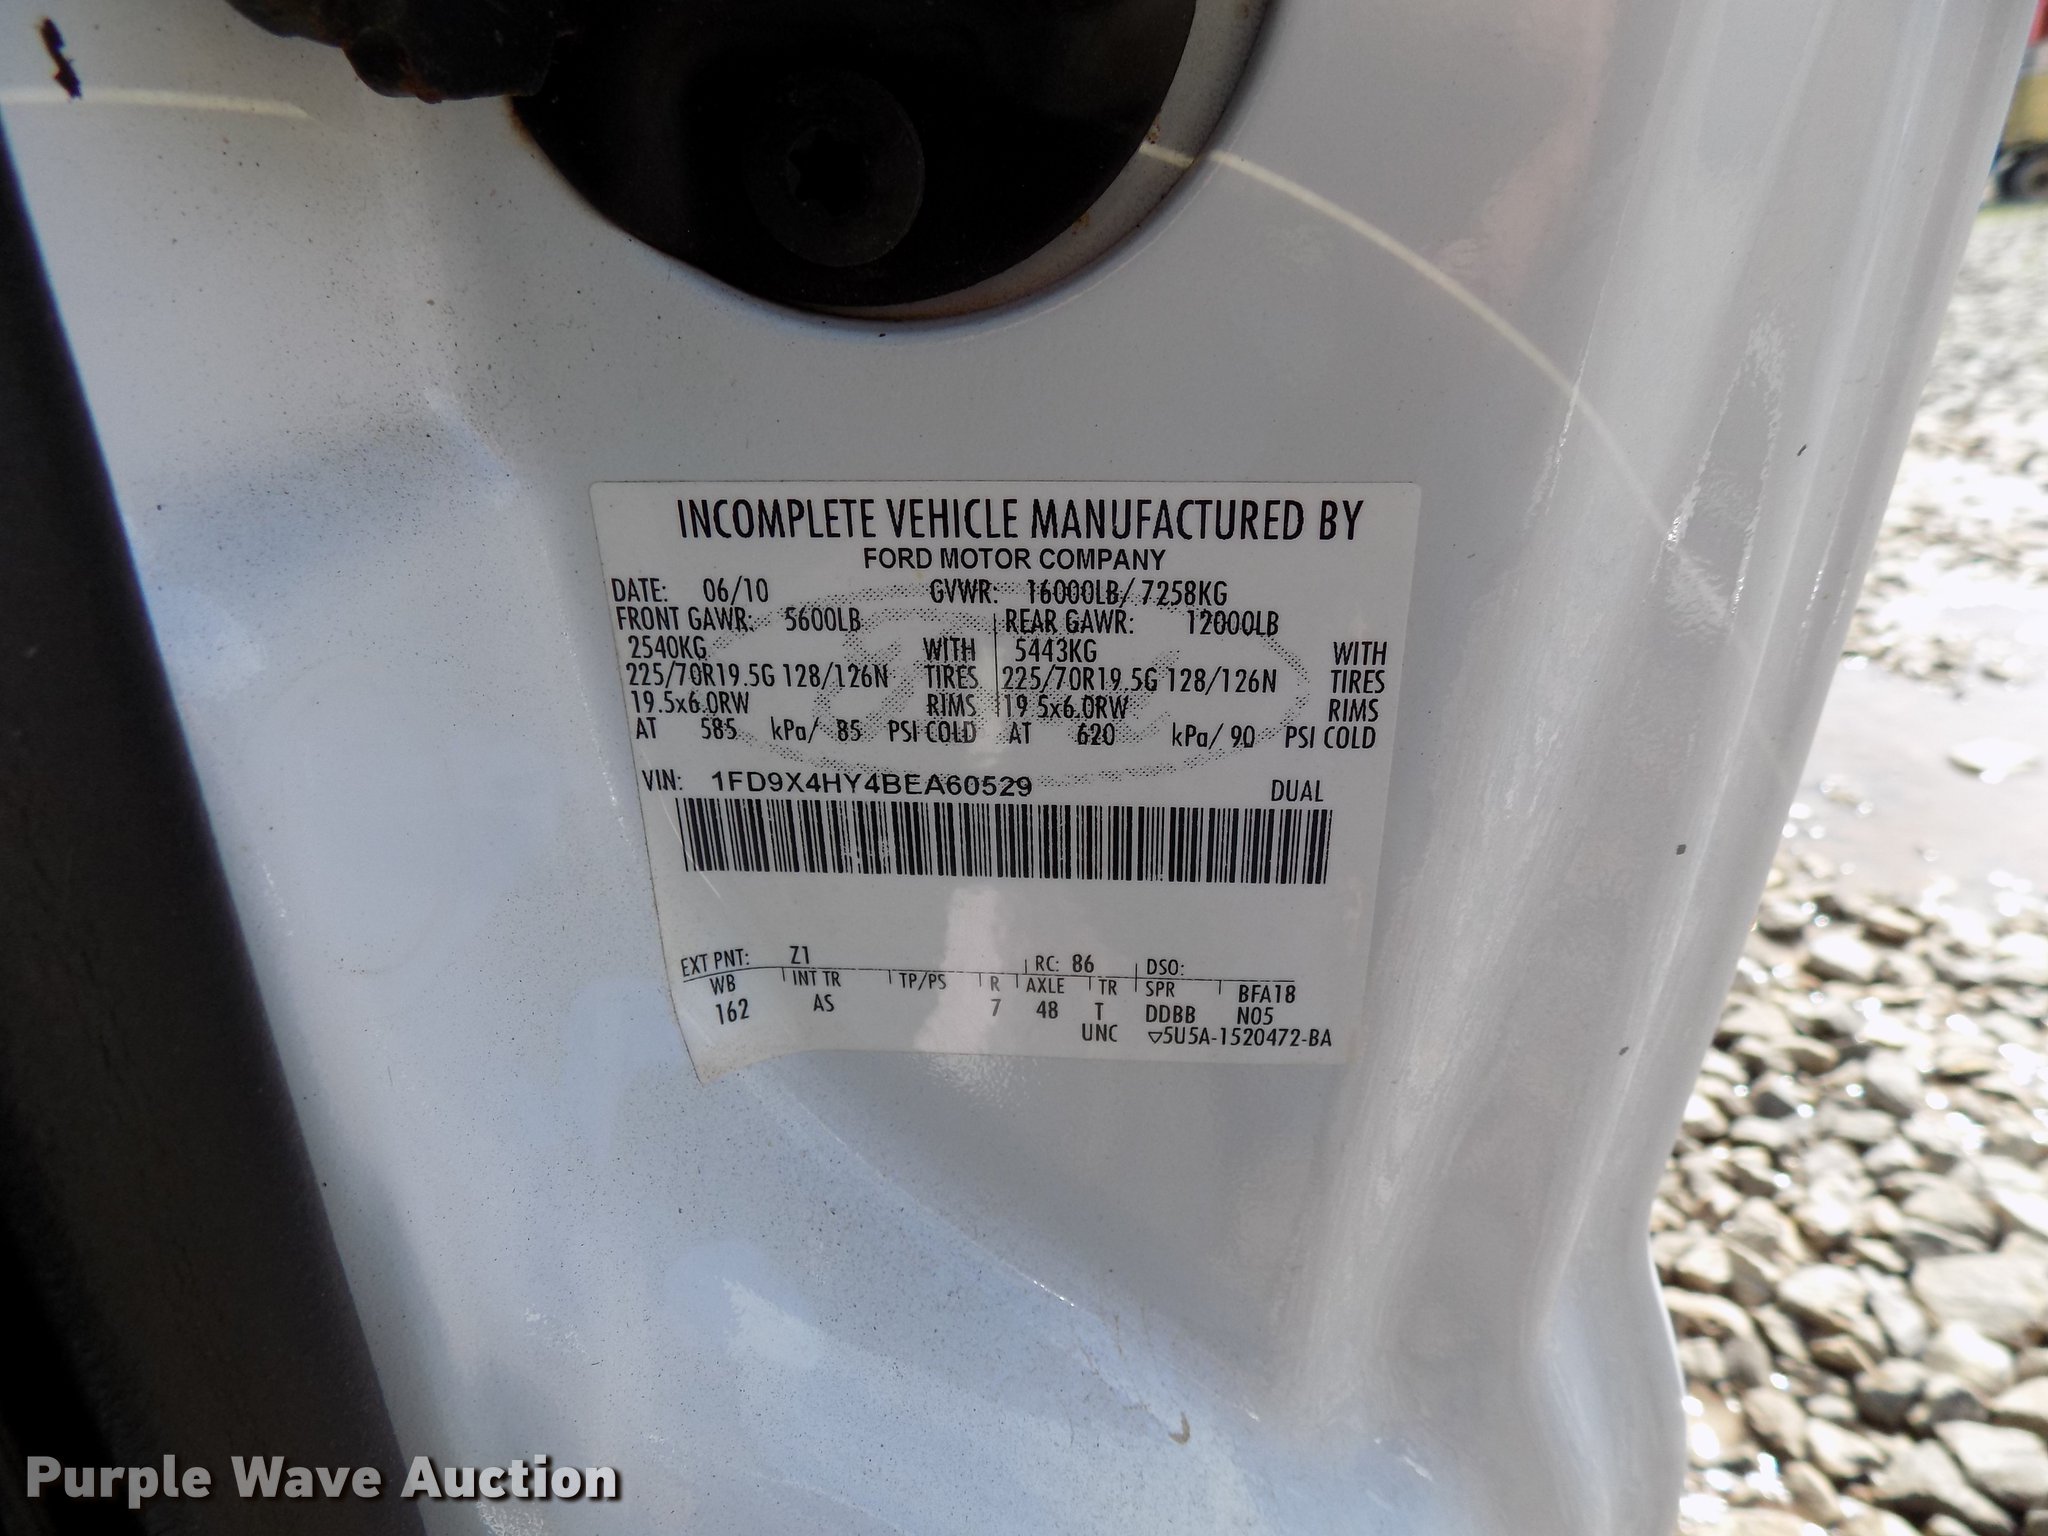 INCOMPLETE VEHICLE MANUFACTURED BY
FORD MOTOR COMPANY
DATE: 06/10 GVWR: 16000LB/ 7258KG
FRONT GAWR: 5600LB REAR GAWR: 12000LB
2540KG WITH 5443KG WITH
225/70R19.5G 128/126N TIRES 225/70R19.5G 128/126N TIRES
19.5x6.0RW RIMS 19.5x6.0RW RIMS
AT 585 kPa/ 85 PSI COLD AT 620 kPa/ 90 PSI COLD
VIN: 1FD9X4HY4BEA60529 DUAL
EXT PNT: Z1 RC: 86 DSO:
WB INT TR TP/PS R AXLE TR SPR BFA18
162 AS 7 48 T DDBB N05
UNC ▽5U5A-1520472-BA
Purple Wave Auction